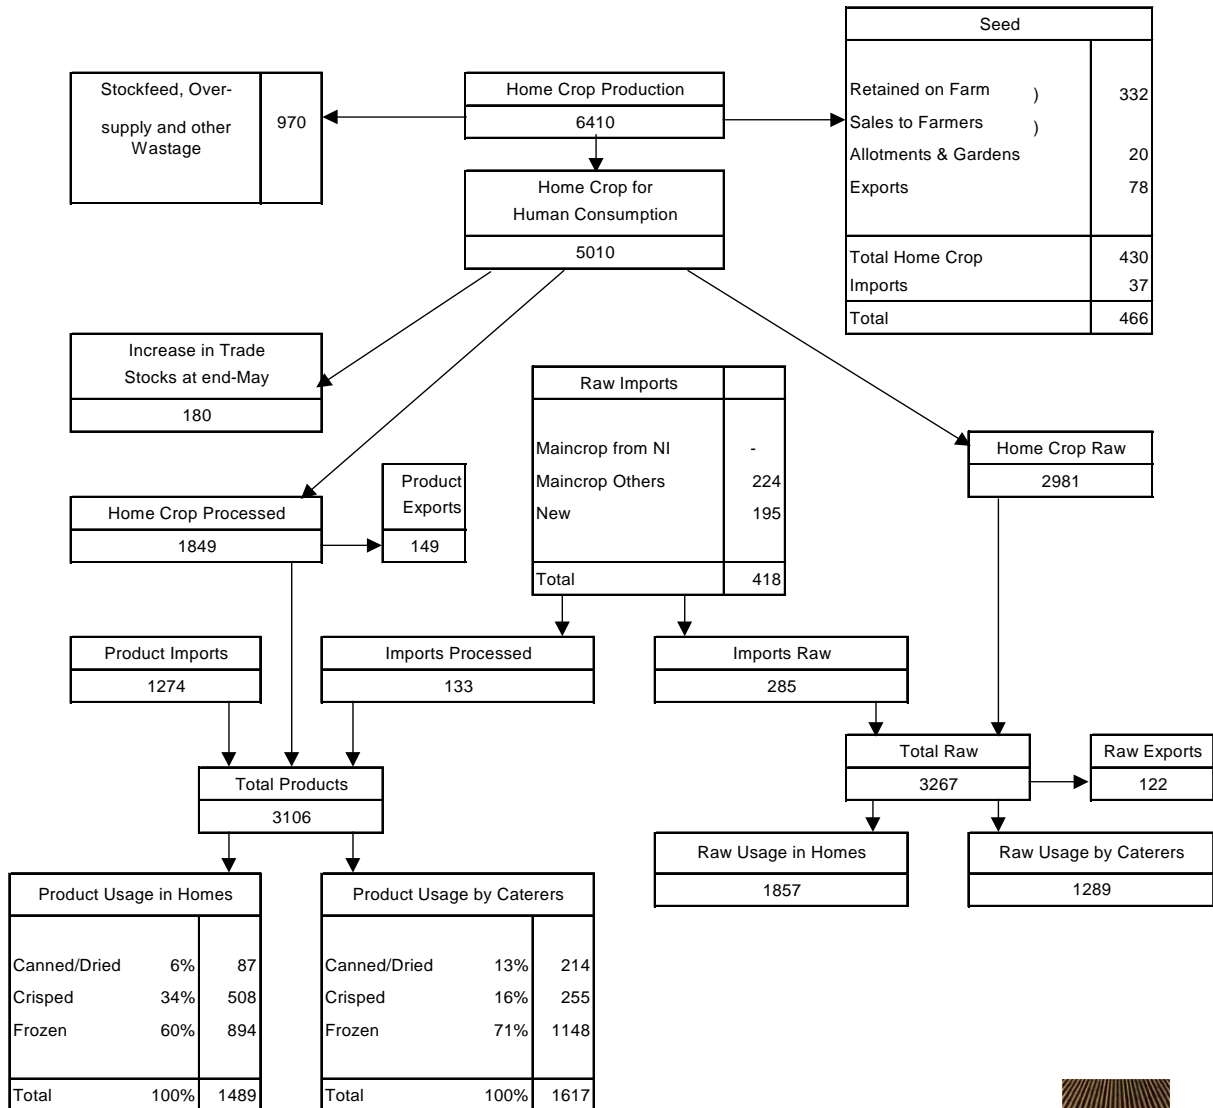 Seed
Retained on Farm ) 332
Sales to Farmers )
Allotments & Gardens 20
Exports 78
Total Home Crop 430
Imports 37
Total 466
Stockfeed, Over-
supply and other
Wastage
970
Home Crop Production
6410
Home Crop for
Human Consumption
5010
Increase in Trade
Stocks at end-May
180
Raw Imports
Maincrop from NI -
Maincrop Others 224
New 195
Total 418
Home Crop Raw
2981
Product
Exports
149
Home Crop Processed
1849
Product Imports
1274
Imports Processed
133
Imports Raw
285
Total Products
3106
Total Raw
3267
Raw Exports
122
Raw Usage in Homes
1857
Raw Usage by Caterers
1289
Product Usage in Homes
Canned/Dried 6% 87
Crisped 34% 508
Frozen 60% 894
Total 100% 1489
Product Usage by Caterers
Canned/Dried 13% 214
Crisped 16% 255
Frozen 71% 1148
Total 100% 1617